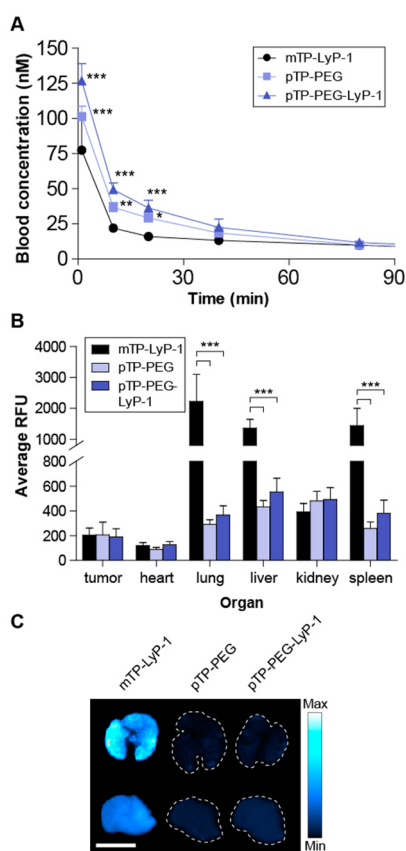 A
Blood concentration (nM)
150
125
100
75
50
25
0
mTP-LyP-1
pTP-PEG
pTP-PEG-LyP-1
***
***
***
**
***
*
0
30
60
90
Time (min)
B
Average RFU
4000
3000
2000
1000
800
600
400
200
0
mTP-LyP-1
pTP-PEG
pTP-PEG-
LyP-1
***
***
***
tumor heart lung liver kidney spleen
Organ
C
mTP-LyP-1
pTP-PEG
pTP-PEG-LyP-1
Max
Min